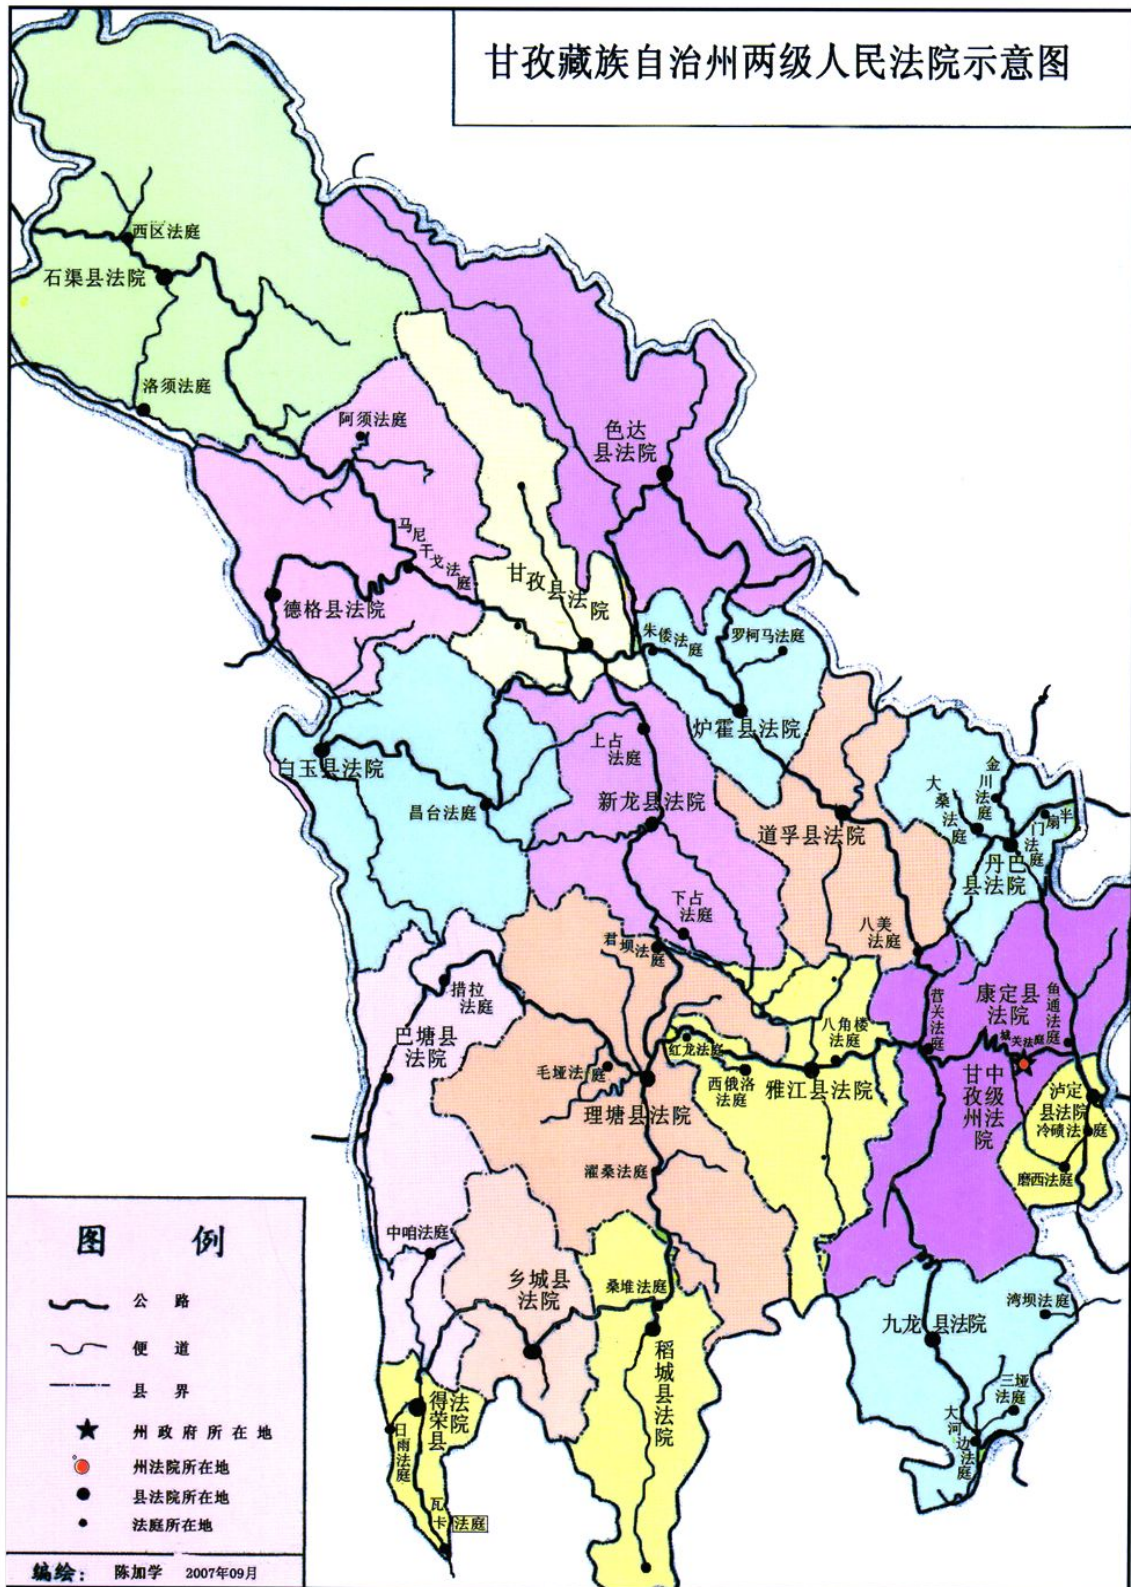 甘孜藏族自治州两级人民法院示意图
西区法庭
石渠县法院
洛须法庭
阿须法庭
色达
县法院
马尼干戈法庭
甘孜县法院
德格县法院
朱倭法庭
罗柯马法庭
炉霍县法院
上占
法庭
白玉县法院
昌台法庭
新龙县法院
道孚县法院
大桑法庭
金川法庭
半扇门法庭
丹巴
县法院
下占
法庭
八美
法庭
君坝法庭
措拉
法庭
巴塘县
法院
康定县
法院
鱼通法庭
营关法庭
城关法庭
八角楼
法庭
红龙法庭
西俄洛
法庭
雅江县法院
毛垭法庭
理塘县法院
甘孜州
中级法院
泸定
县法院
冷碛法庭
磨西法庭
濯桑法庭
中咱法庭
乡城县
法院
桑堆法庭
稻城县法院
九龙县法院
湾坝法庭
三垭
法庭
大河边法庭
得荣县
法院
日雨法庭
瓦卡法庭
图 例
公 路
便 道
县 界
州政府所在地
州法院所在地
县法院所在地
法庭所在地
编绘： 陈加学 2007年09月